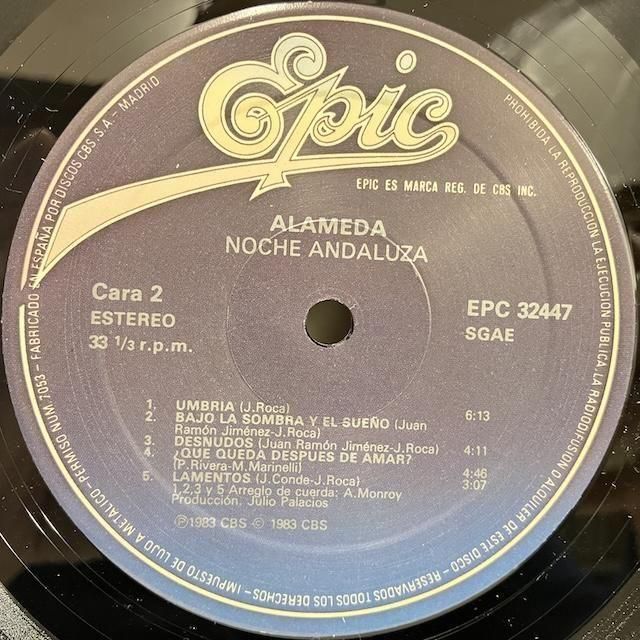 Epic
EPIC ES MARCA REG. DE CBS INC.
ALAMEDA
NOCHE ANDALUZA
Cara 2
ESTEREO
33 1/3 r.p.m.
EPC 32447
SGAE
1. UMBRIA (J.Roca)
2. BAJO LA SOMBRA Y EL SUEÑO (Juan 6:13
Ramón Jiménez-J.Roca)
3. DESNUDOS (Juan Ramón Jiménez-J.Roca) 4:11
4. ¿QUE QUEDA DESPUES DE AMAR?
(P.Rivera-M.Marinelli) 4:46
5. LAMENTOS (J.Conde-J.Roca) 3:07
1,2,3 y 5 Arreglo de cuerda: A.Monroy
Producción: Julio Palacios
Ⓟ1983 CBS © 1983 CBS
PROHIBIDA LA REPRODUCCION, LA EJECUCION PUBLICA, LA RADIODIFUSION O ALQUILER DE ESTE DISCO - RESERVADOS TODOS LOS DERECHOS - IMPUESTO DE LUJO A METALICO - PERMISO NUM. 7053 - FABRICADO EN ESPAÑA POR DISCOS CBS S.A. - MADRID